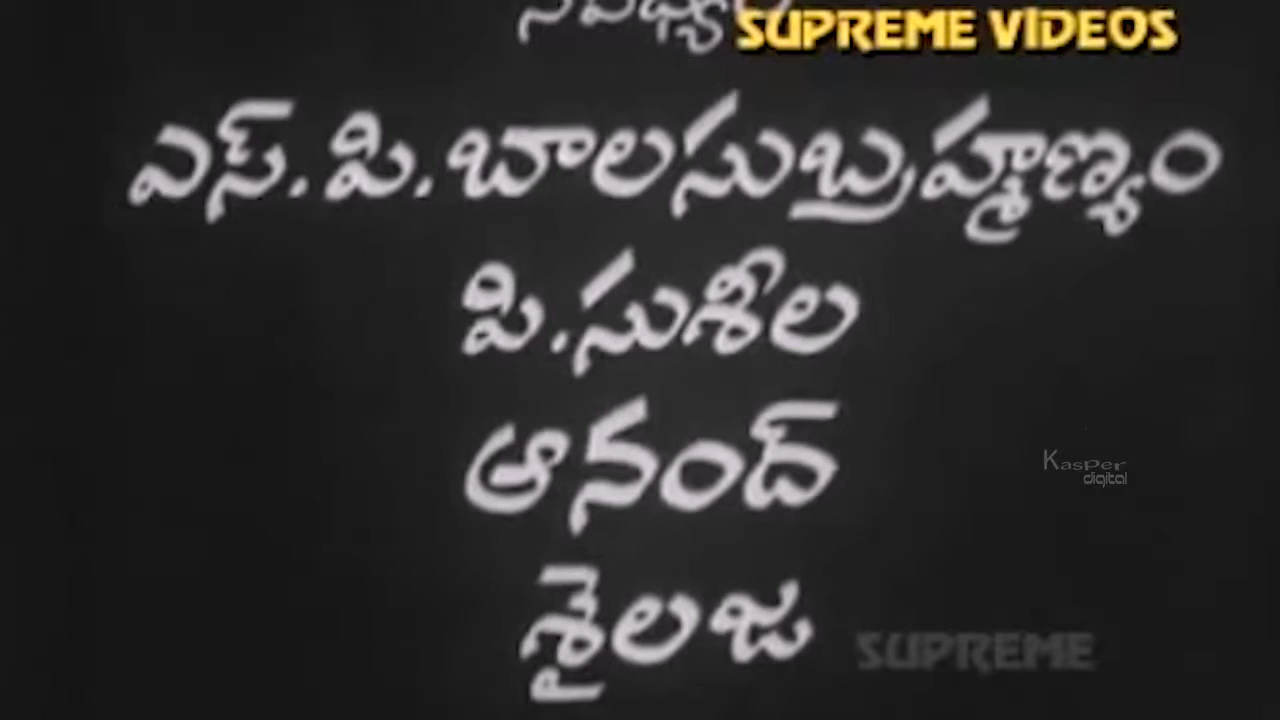 SUPREME VIDEOS
ఎస్.పి.బాలసుబ్రహ్మణ్యం
పి.సుశీల
ఆనంద్
శైలజ
Kasper
digital
SUPREME